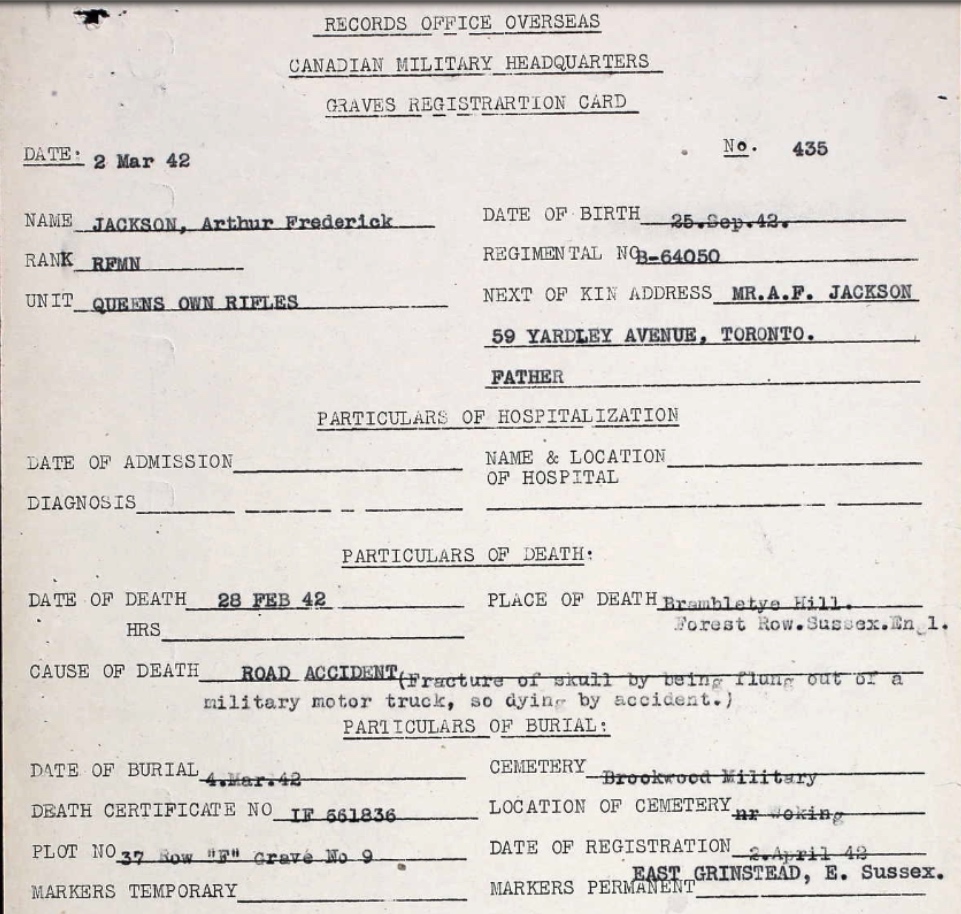 RECORDS OFFICE OVERSEAS
CANADIAN MILITARY HEADQUARTERS
GRAVES REGISTRARTION CARD
DATE: 2 Mar 42
No. 435
NAME JACKSON, Arthur Frederick
DATE OF BIRTH 25.Sep.42.
RANK RFMN
REGIMENTAL NO B-64050
UNIT QUEENS OWN RIFLES
NEXT OF KIN ADDRESS MR.A.F. JACKSON
59 YARDLEY AVENUE, TORONTO.
FATHER
PARTICULARS OF HOSPITALIZATION
DATE OF ADMISSION
NAME & LOCATION
OF HOSPITAL
DIAGNOSIS
PARTICULARS OF DEATH:
DATE OF DEATH 28 FEB 42
PLACE OF DEATH Brambletye Hill.
Forest Row.Sussex.En l.
HRS
CAUSE OF DEATH ROAD ACCIDENT (Fracture of skull by being flung out of a
military motor truck, so dying by accident.)
PARTICULARS OF BURIAL:
DATE OF BURIAL 4.Mar.42
CEMETERY Brookwood Military
DEATH CERTIFICATE NO IF 561836
LOCATION OF CEMETERY nr Woking
PLOT NO 37 Row "F" Grave No 9
DATE OF REGISTRATION 2.April 42
EAST GRINSTEAD, E. Sussex.
MARKERS TEMPORARY
MARKERS PERMANENT